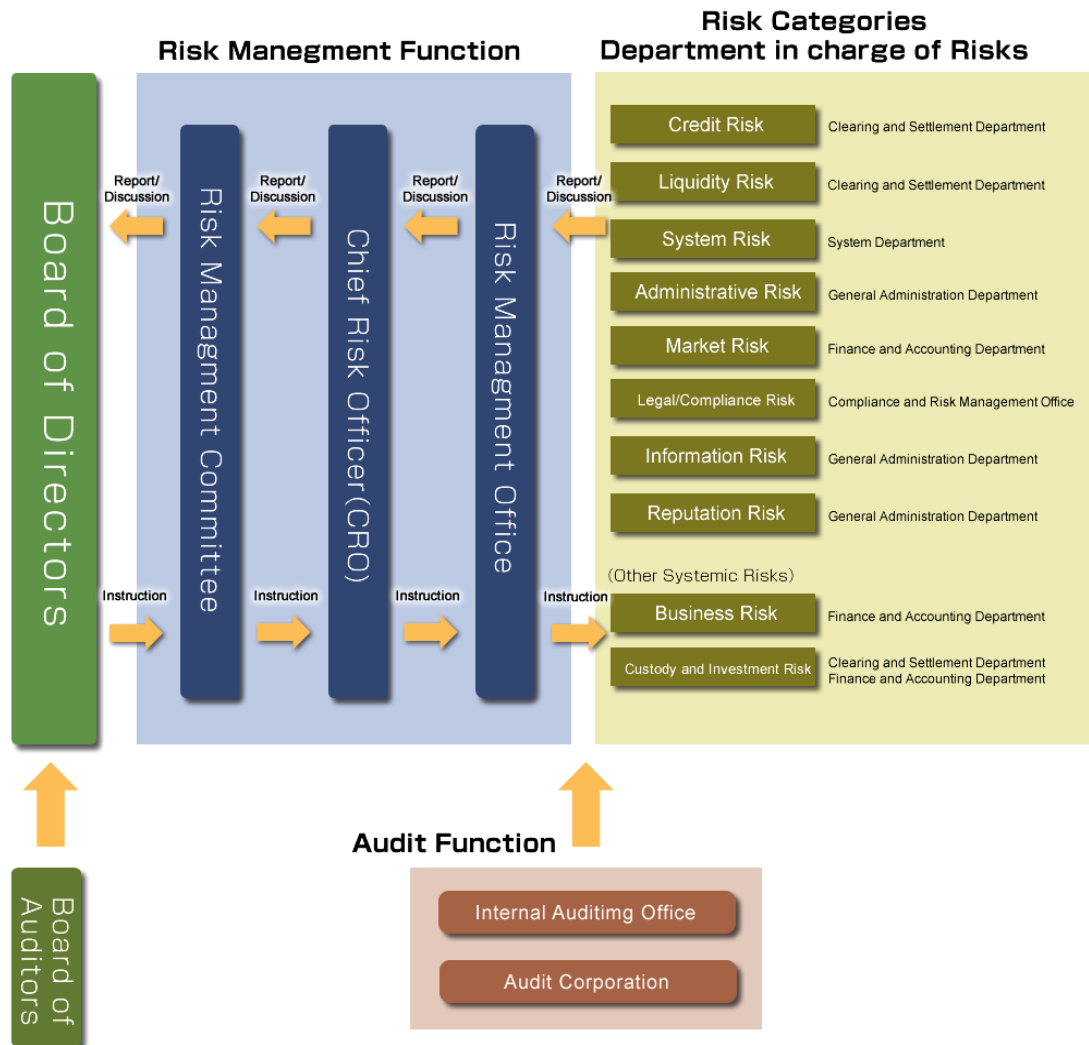 Risk Manegment Function
Risk Categories
Department in charge of Risks
Board of Directors
Report/
Discussion
Risk Managment Committee
Report/
Discussion
Chief Risk Officer(CRO)
Report/
Discussion
Risk Managment Office
Report/
Discussion
Instruction
Instruction
Instruction
Instruction
Credit Risk
Clearing and Settlement Department
Liquidity Risk
Clearing and Settlement Department
System Risk
System Department
Administrative Risk
General Administration Department
Market Risk
Finance and Accounting Department
Legal/Compliance Risk
Compliance and Risk Management Office
Information Risk
General Administration Department
Reputation Risk
General Administration Department
(Other Systemic Risks)
Business Risk
Finance and Accounting Department
Custody and Investment Risk
Clearing and Settlement Department
Finance and Accounting Department
Board of
Auditors
Audit Function
Internal Auditimg Office
Audit Corporation